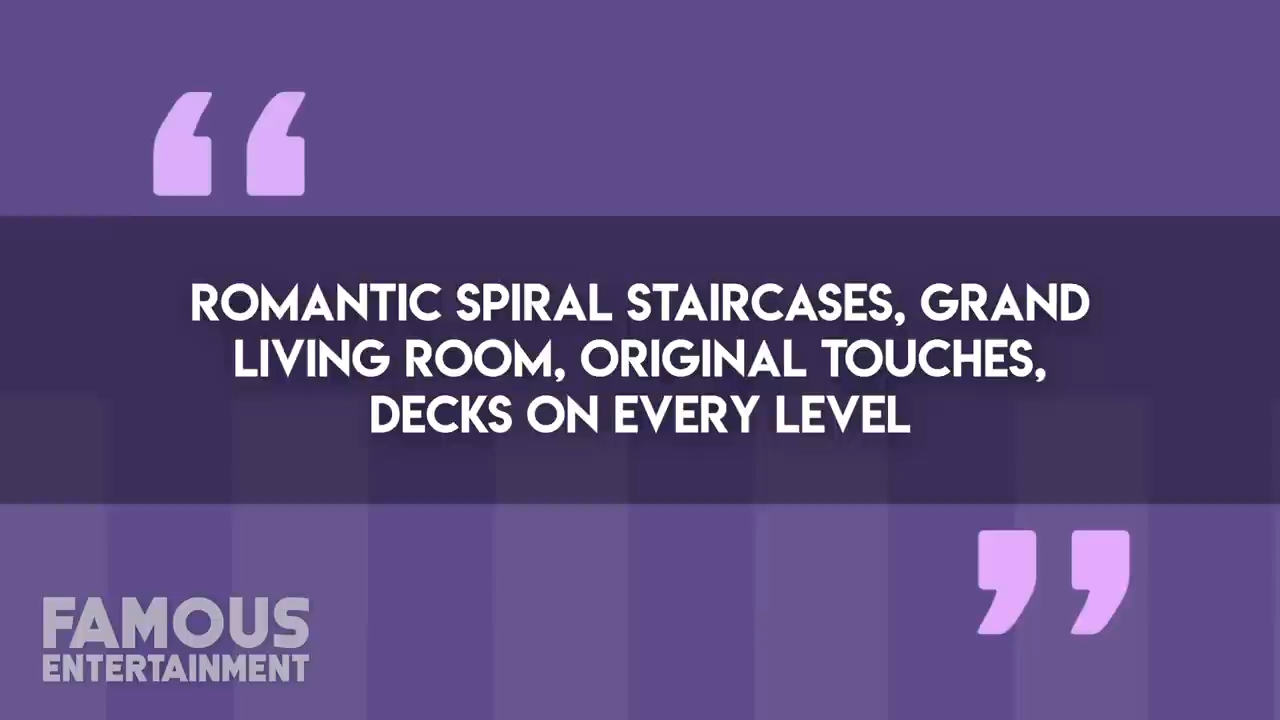 “
ROMANTIC SPIRAL STAIRCASES, GRAND
LIVING ROOM, ORIGINAL TOUCHES,
DECKS ON EVERY LEVEL
”
FAMOUS
ENTERTAINMENT